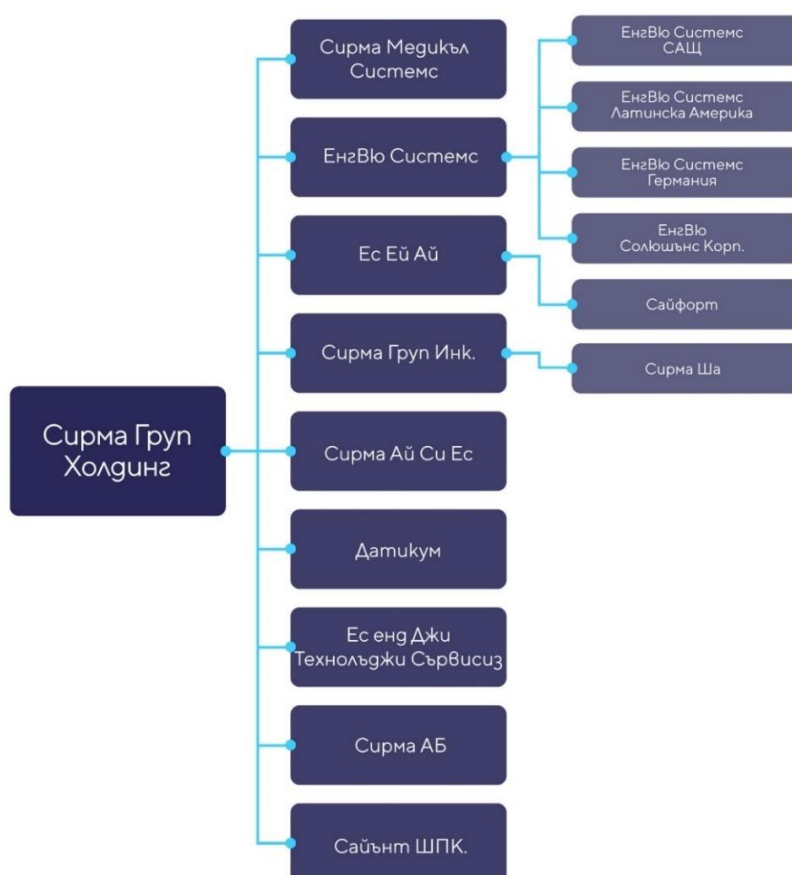 Сирма Груп
Холдинг
Сирма Медикъл
Системс
ЕнгВю Системс
Ес Ей Ай
Сирма Груп Инк.
Сирма Ай Си Ес
Датикум
Ес енд Джи
Технолъджи Сървисиз
Сирма АБ
Сайънт ШПК.
ЕнгВю Системс
САЩ
ЕнгВю Системс
Латинска Америка
ЕнгВю Системс
Германия
ЕнгВю
Солюшънс Корп.
Сайфорт
Сирма Ша